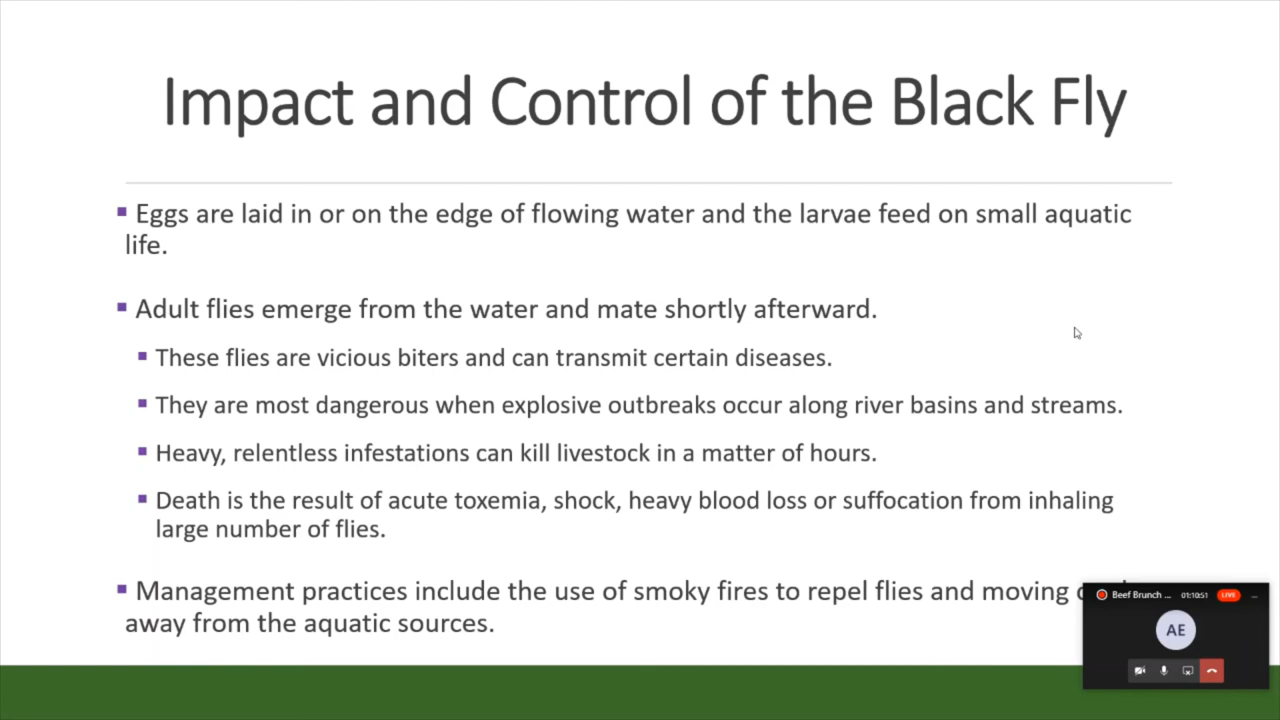 Impact and Control of the Black Fly
▪ Eggs are laid in or on the edge of flowing water and the larvae feed on small aquatic
life.
▪ Adult flies emerge from the water and mate shortly afterward.
▪ These flies are vicious biters and can transmit certain diseases.
▪ They are most dangerous when explosive outbreaks occur along river basins and streams.
▪ Heavy, relentless infestations can kill livestock in a matter of hours.
▪ Death is the result of acute toxemia, shock, heavy blood loss or suffocation from inhaling
large number of flies.
▪ Management practices include the use of smoky fires to repel flies and moving
away from the aquatic sources.
Beef Brunch ... 01:10:51 LIVE ...
AE